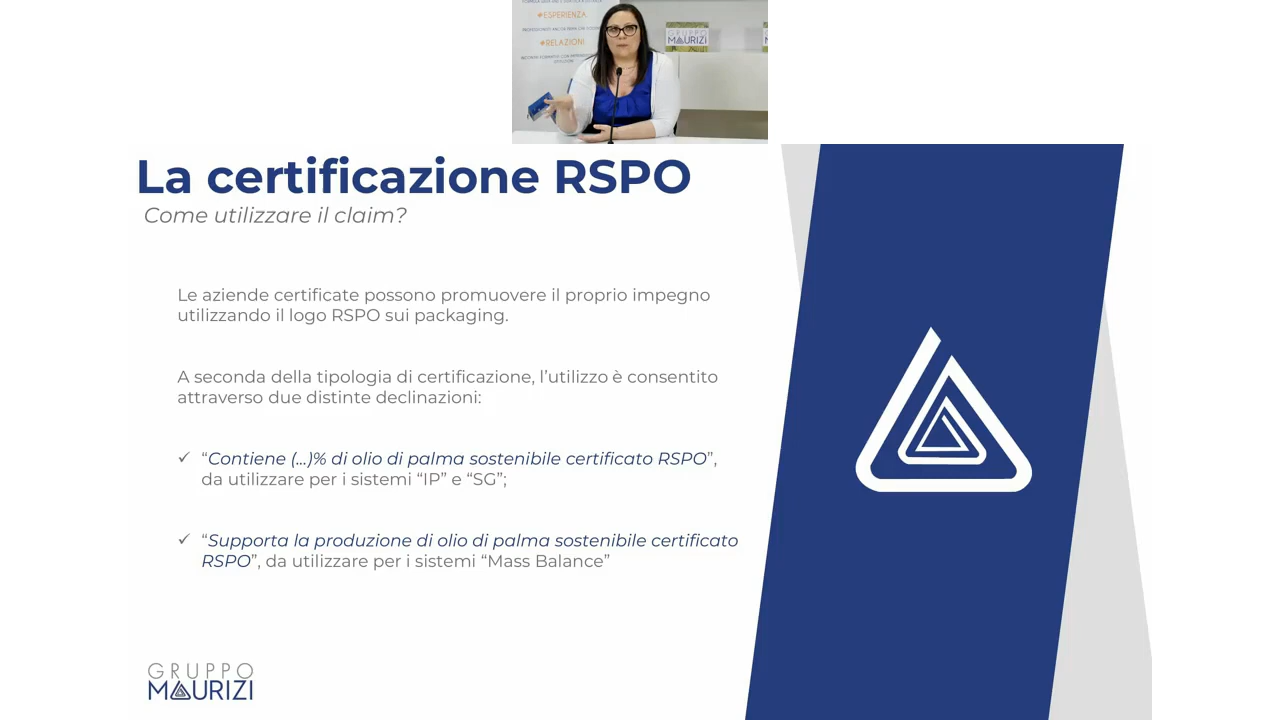 #ESPERIENZA
#RELAZIONI
GRUPPO
MAURIZI
La certificazione RSPO
Come utilizzare il claim?
Le aziende certificate possono promuovere il proprio impegno
utilizzando il logo RSPO sui packaging.
A seconda della tipologia di certificazione, l’utilizzo è consentito
attraverso due distinte declinazioni:
✓ “Contiene (...)% di olio di palma sostenibile certificato RSPO”,
da utilizzare per i sistemi “IP” e “SG”;
✓ “Supporta la produzione di olio di palma sostenibile certificato
RSPO”, da utilizzare per i sistemi “Mass Balance”
GRUPPO
MAURIZI